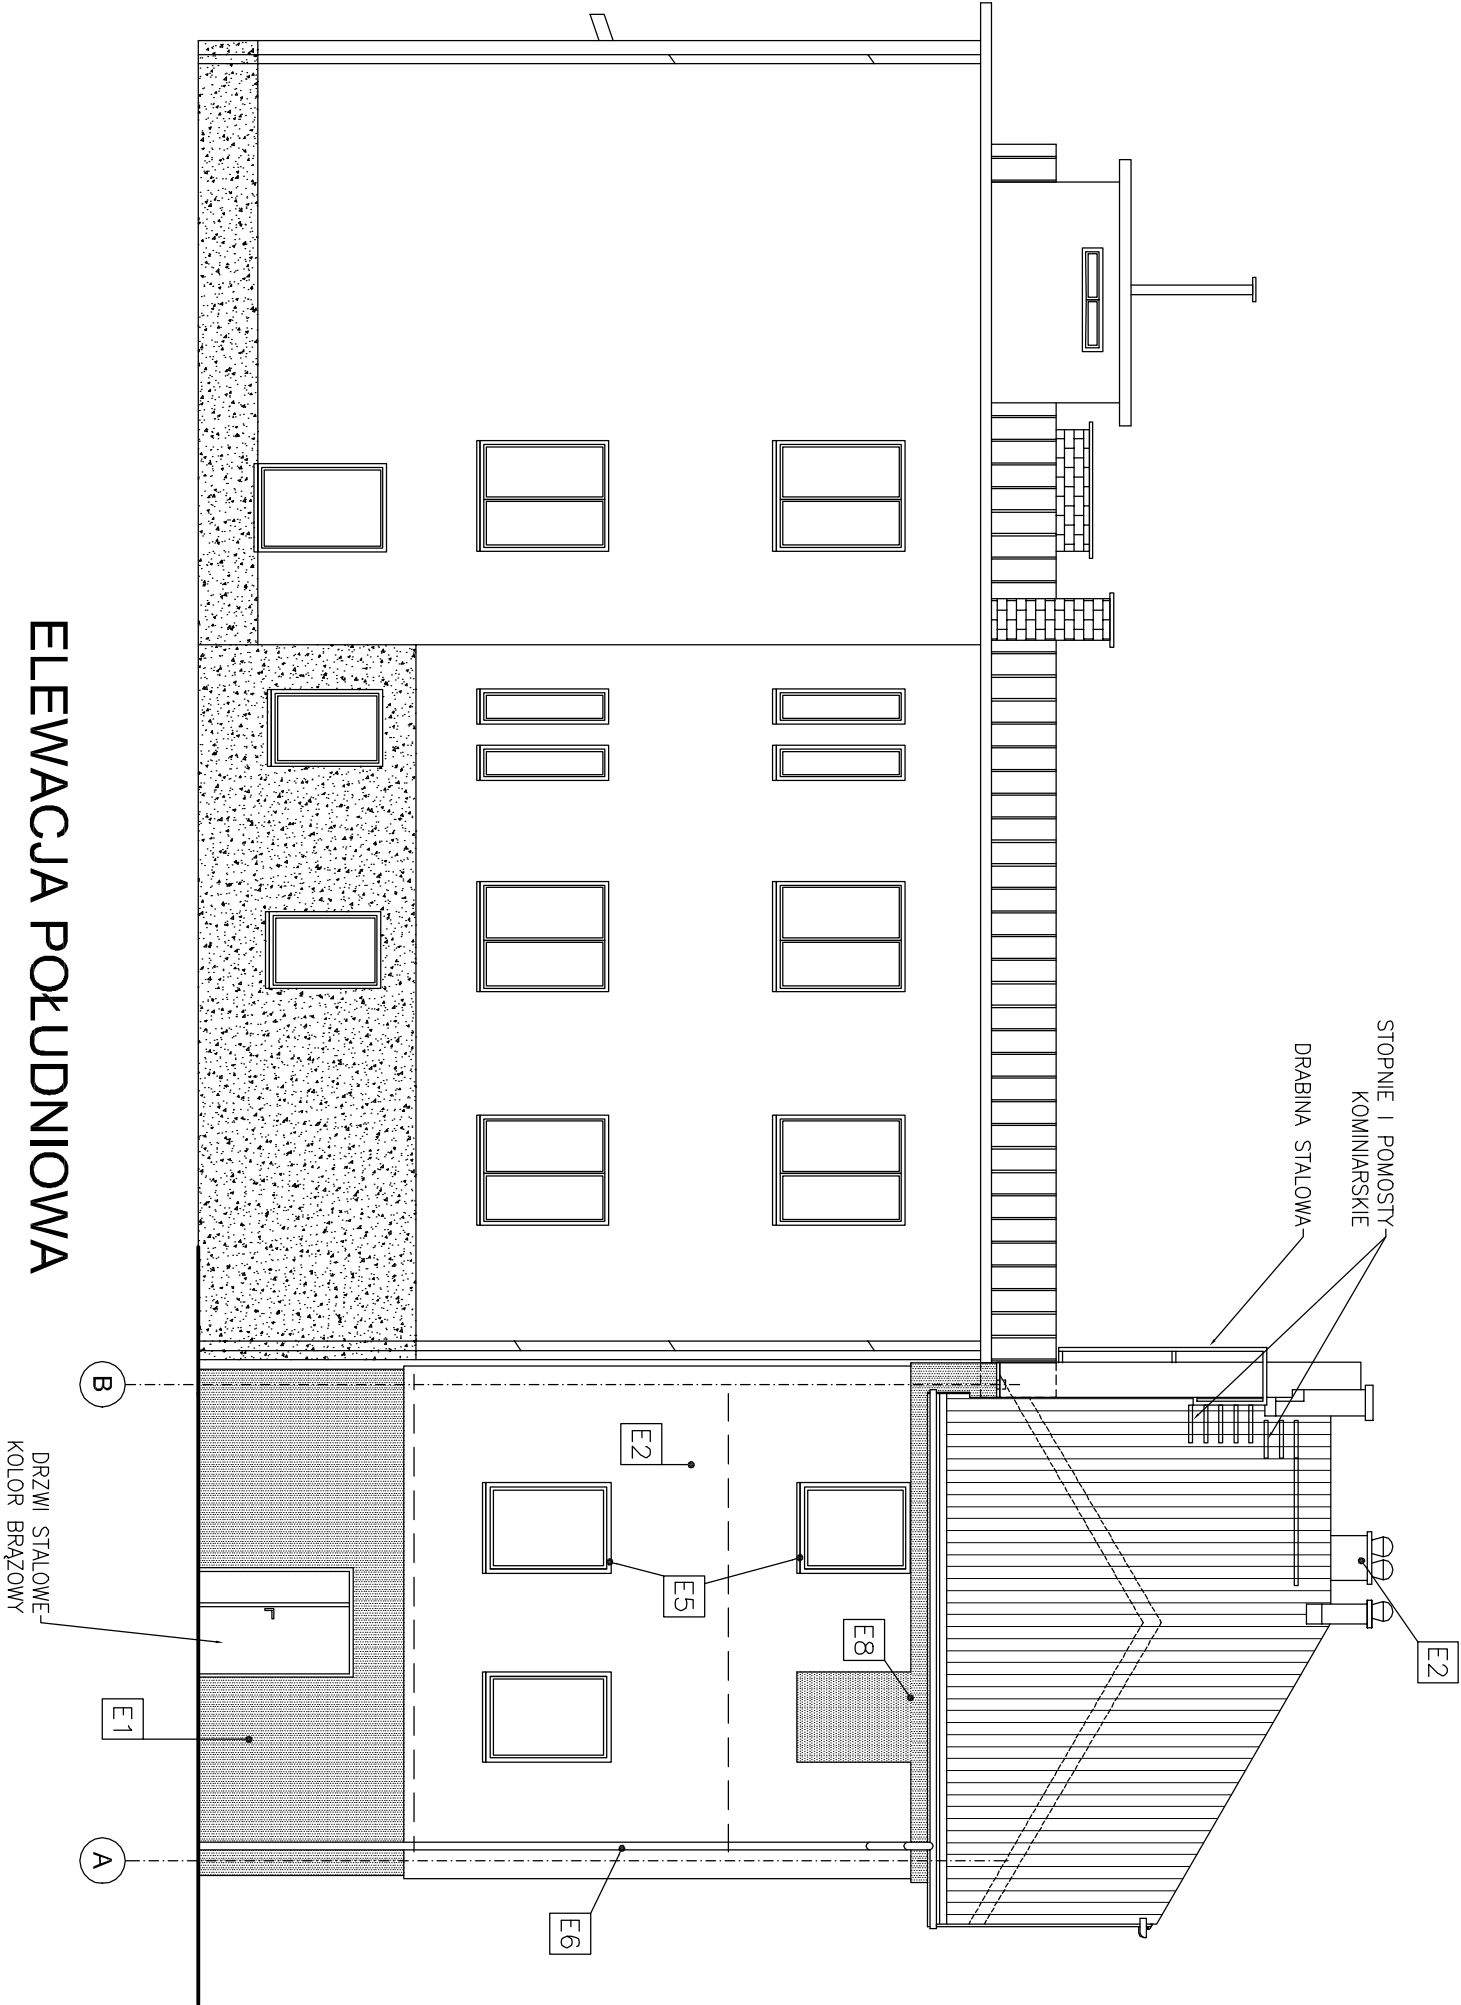 STOPNIE I POMOSTY
KOMINIARSKIE
DRABINA STALOWA
E2
E2
E5
E8
E6
E1
B
A
DRZWI STALOWE
KOLOR BRĄZOWY
ELEWACJA POŁUDNIOWA